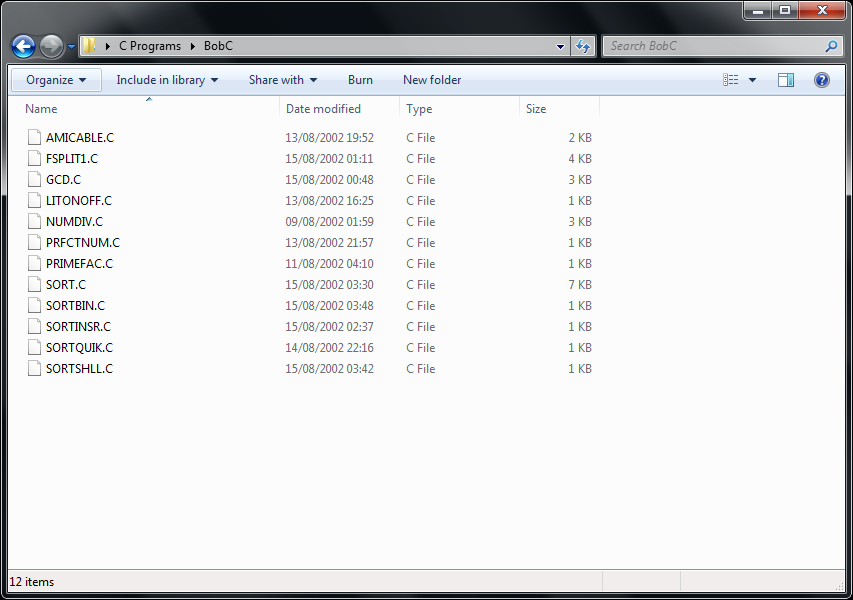 C Programs BobC Search BobC
Organize Include in library Share with Burn New folder
Name Date modified Type Size
AMICABLE.C 13/08/2002 19:52 C File 2 KB
FSPLIT1.C 15/08/2002 01:11 C File 4 KB
GCD.C 15/08/2002 00:48 C File 3 KB
LITONOFF.C 13/08/2002 16:25 C File 1 KB
NUMDIV.C 09/08/2002 01:59 C File 3 KB
PRFCTNUM.C 13/08/2002 21:57 C File 1 KB
PRIMEFAC.C 11/08/2002 04:10 C File 1 KB
SORT.C 15/08/2002 03:30 C File 7 KB
SORTBIN.C 15/08/2002 03:48 C File 1 KB
SORTINSR.C 15/08/2002 02:37 C File 1 KB
SORTQUIK.C 14/08/2002 22:16 C File 1 KB
SORTSHLL.C 15/08/2002 03:42 C File 1 KB
12 items